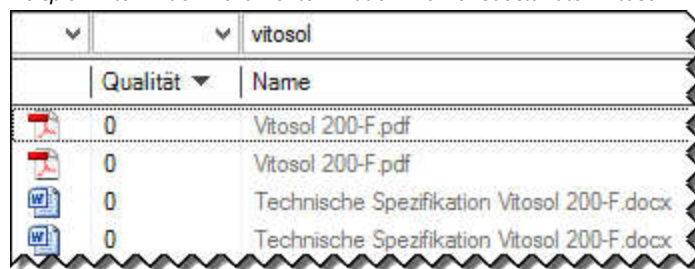 vitosol
Qualität Name
0 Vitosol 200-F.pdf
0 Vitosol 200-F.pdf
0 Technische Spezifikation Vitosol 200-F.docx
0 Technische Spezifikation Vitosol 200-F.docx